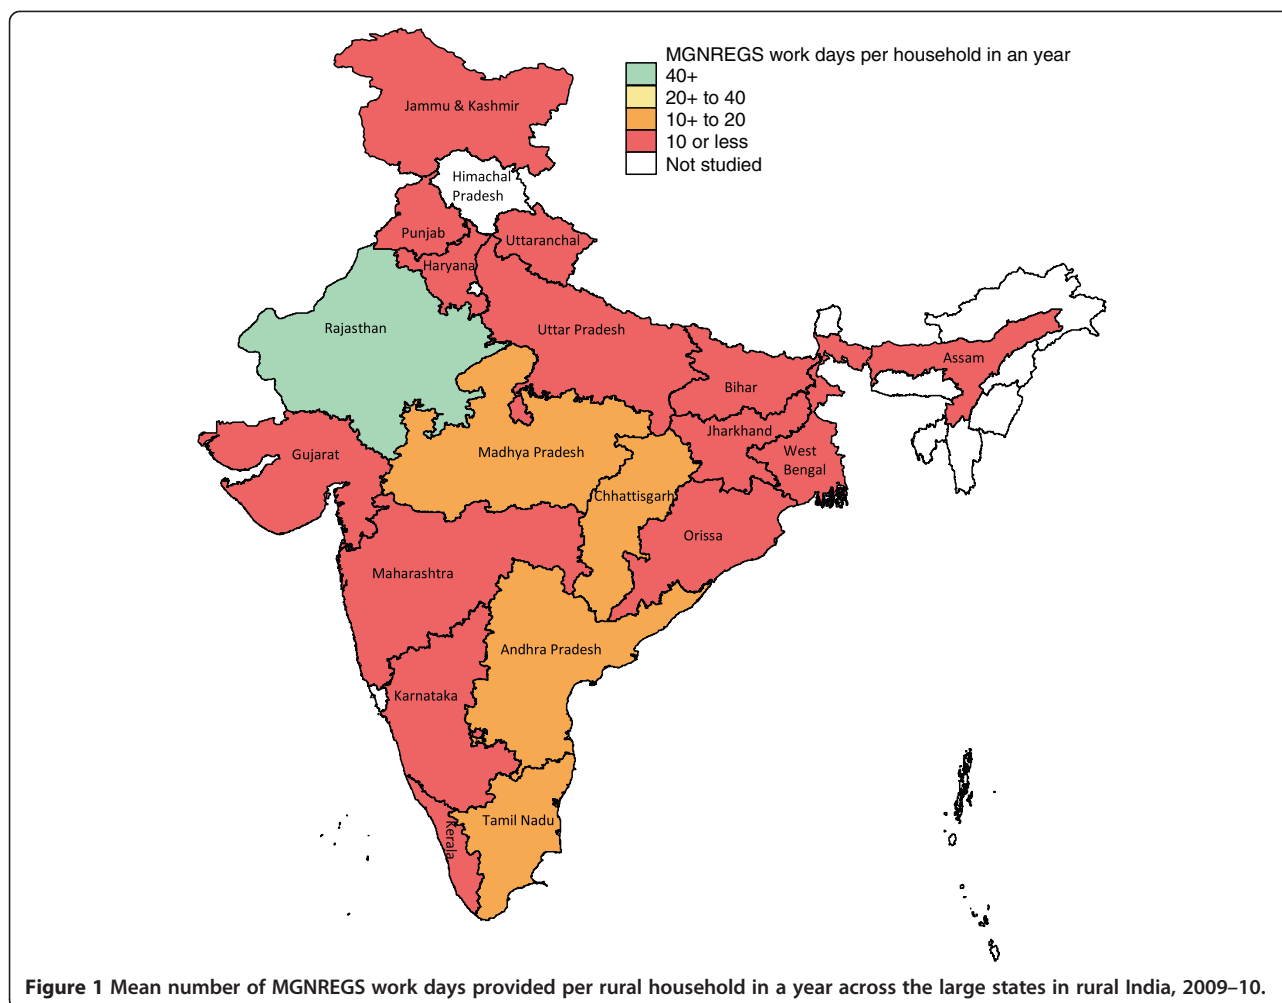 MGNREGS work days per household in an year
40+
20+ to 40
10+ to 20
10 or less
Not studied
Jammu & Kashmir
Himachal
Pradesh
Punjab
Uttaranchal
Haryana
Rajasthan
Uttar Pradesh
Assam
Bihar
Jharkhand
Gujarat
Madhya Pradesh
West
Bengal
Chhattisgarh
Orissa
Maharashtra
Andhra Pradesh
Karnataka
Tamil Nadu
Kerala
Figure 1 Mean number of MGNREGS work days provided per rural household in a year across the large states in rural India, 2009–10.